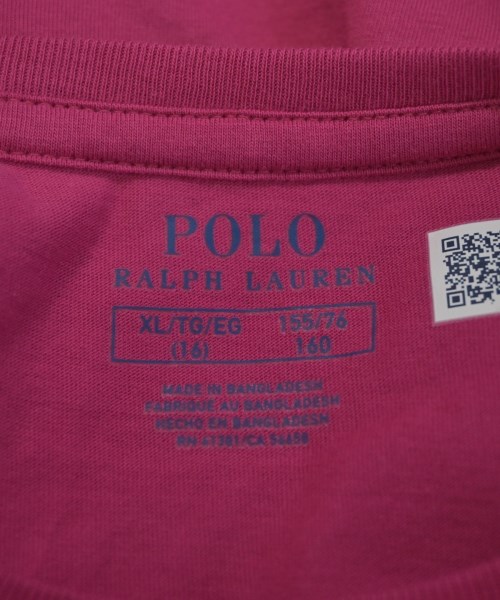 POLO
RALPH LAUREN
XL/TG/EG 155/76
(16) 160
MADE IN BANGLADESH
FABRIQUE AU BANGLADESH
HECHO EN BANGLADESH
RN 41381/CA 56658